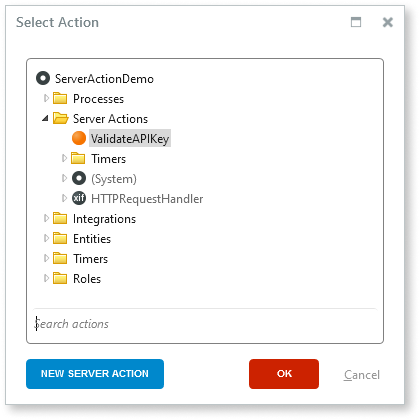 Select Action
ServerActionDemo
Processes
Server Actions
ValidateAPIKey
Timers
(System)
xif HTTPRequestHandler
Integrations
Entities
Timers
Roles
Search actions
NEW SERVER ACTION OK Cancel